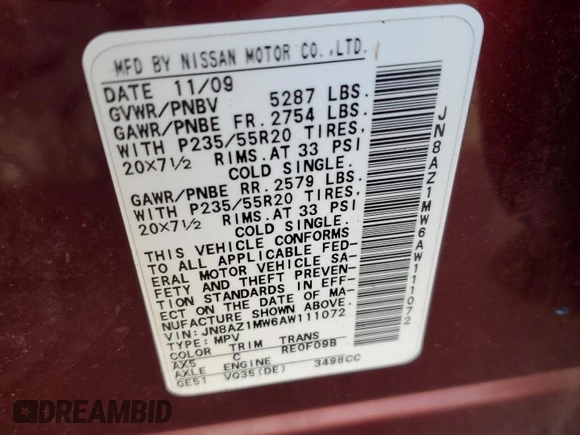 MFD BY NISSAN MOTOR CO.,LTD.
DATE 11/09
GVWR/PNBV 5287 LBS.
GAWR/PNBE FR. 2754 LBS.
WITH P235/55R20 TIRES,
20×7½ RIMS.AT 33 PSI
COLD SINGLE.
GAWR/PNBE RR. 2579 LBS.
WITH P235/55R20 TIRES,
20×7½ RIMS.AT 33 PSI
COLD SINGLE.
THIS VEHICLE CONFORMS
TO ALL APPLICABLE FED-
ERAL MOTOR VEHICLE SA-
FETY AND THEFT PREVEN-
TION STANDARDS IN EFF-
ECT ON THE DATE OF MA-
NUFACTURE SHOWN ABOVE.
VIN: JN8AZ1MW6AW111072
TYPE: MPV
COLOR TRIM TRANS
AX5 C RE0F09B
AXLE ENGINE
GE51 VQ35(DE) 3498CC
JN8AZ1MW6AW111072
DREAMBID